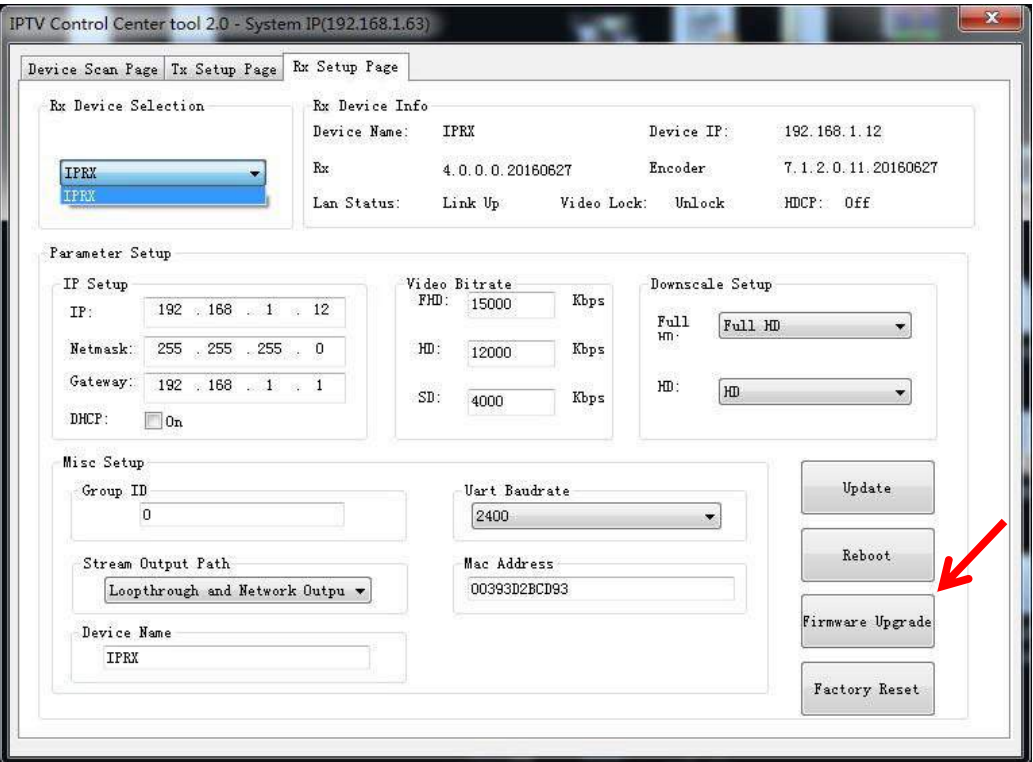 IPTV Control Center tool 2.0 - System IP(192.168.1.63)
Device Scan Page Tx Setup Page Rx Setup Page
Rx Device Selection
IPRX
IPRX
Rx Device Info
Device Name: IPRX Device IP: 192.168.1.12
Rx 4.0.0.0.20160627 Encoder 7.1.2.0.11.20160627
Lan Status: Link Up Video Lock: Unlock HDCP: Off
Parameter Setup
IP Setup
IP: 192 . 168 . 1 . 12
Netmask: 255 . 255 . 255 . 0
Gateway: 192 . 168 . 1 . 1
DHCP: On
Video Bitrate
FHD: 15000 Kbps
HD: 12000 Kbps
SD: 4000 Kbps
Downscale Setup
Full
HD: Full HD
HD: HD
Misc Setup
Group ID
0
Uart Baudrate
2400
Stream Output Path
Loopthrough and Network Outpu
Mac Address
00393D2BCD93
Device Name
IPRX
Update
Reboot
Firmware Upgrade
Factory Reset